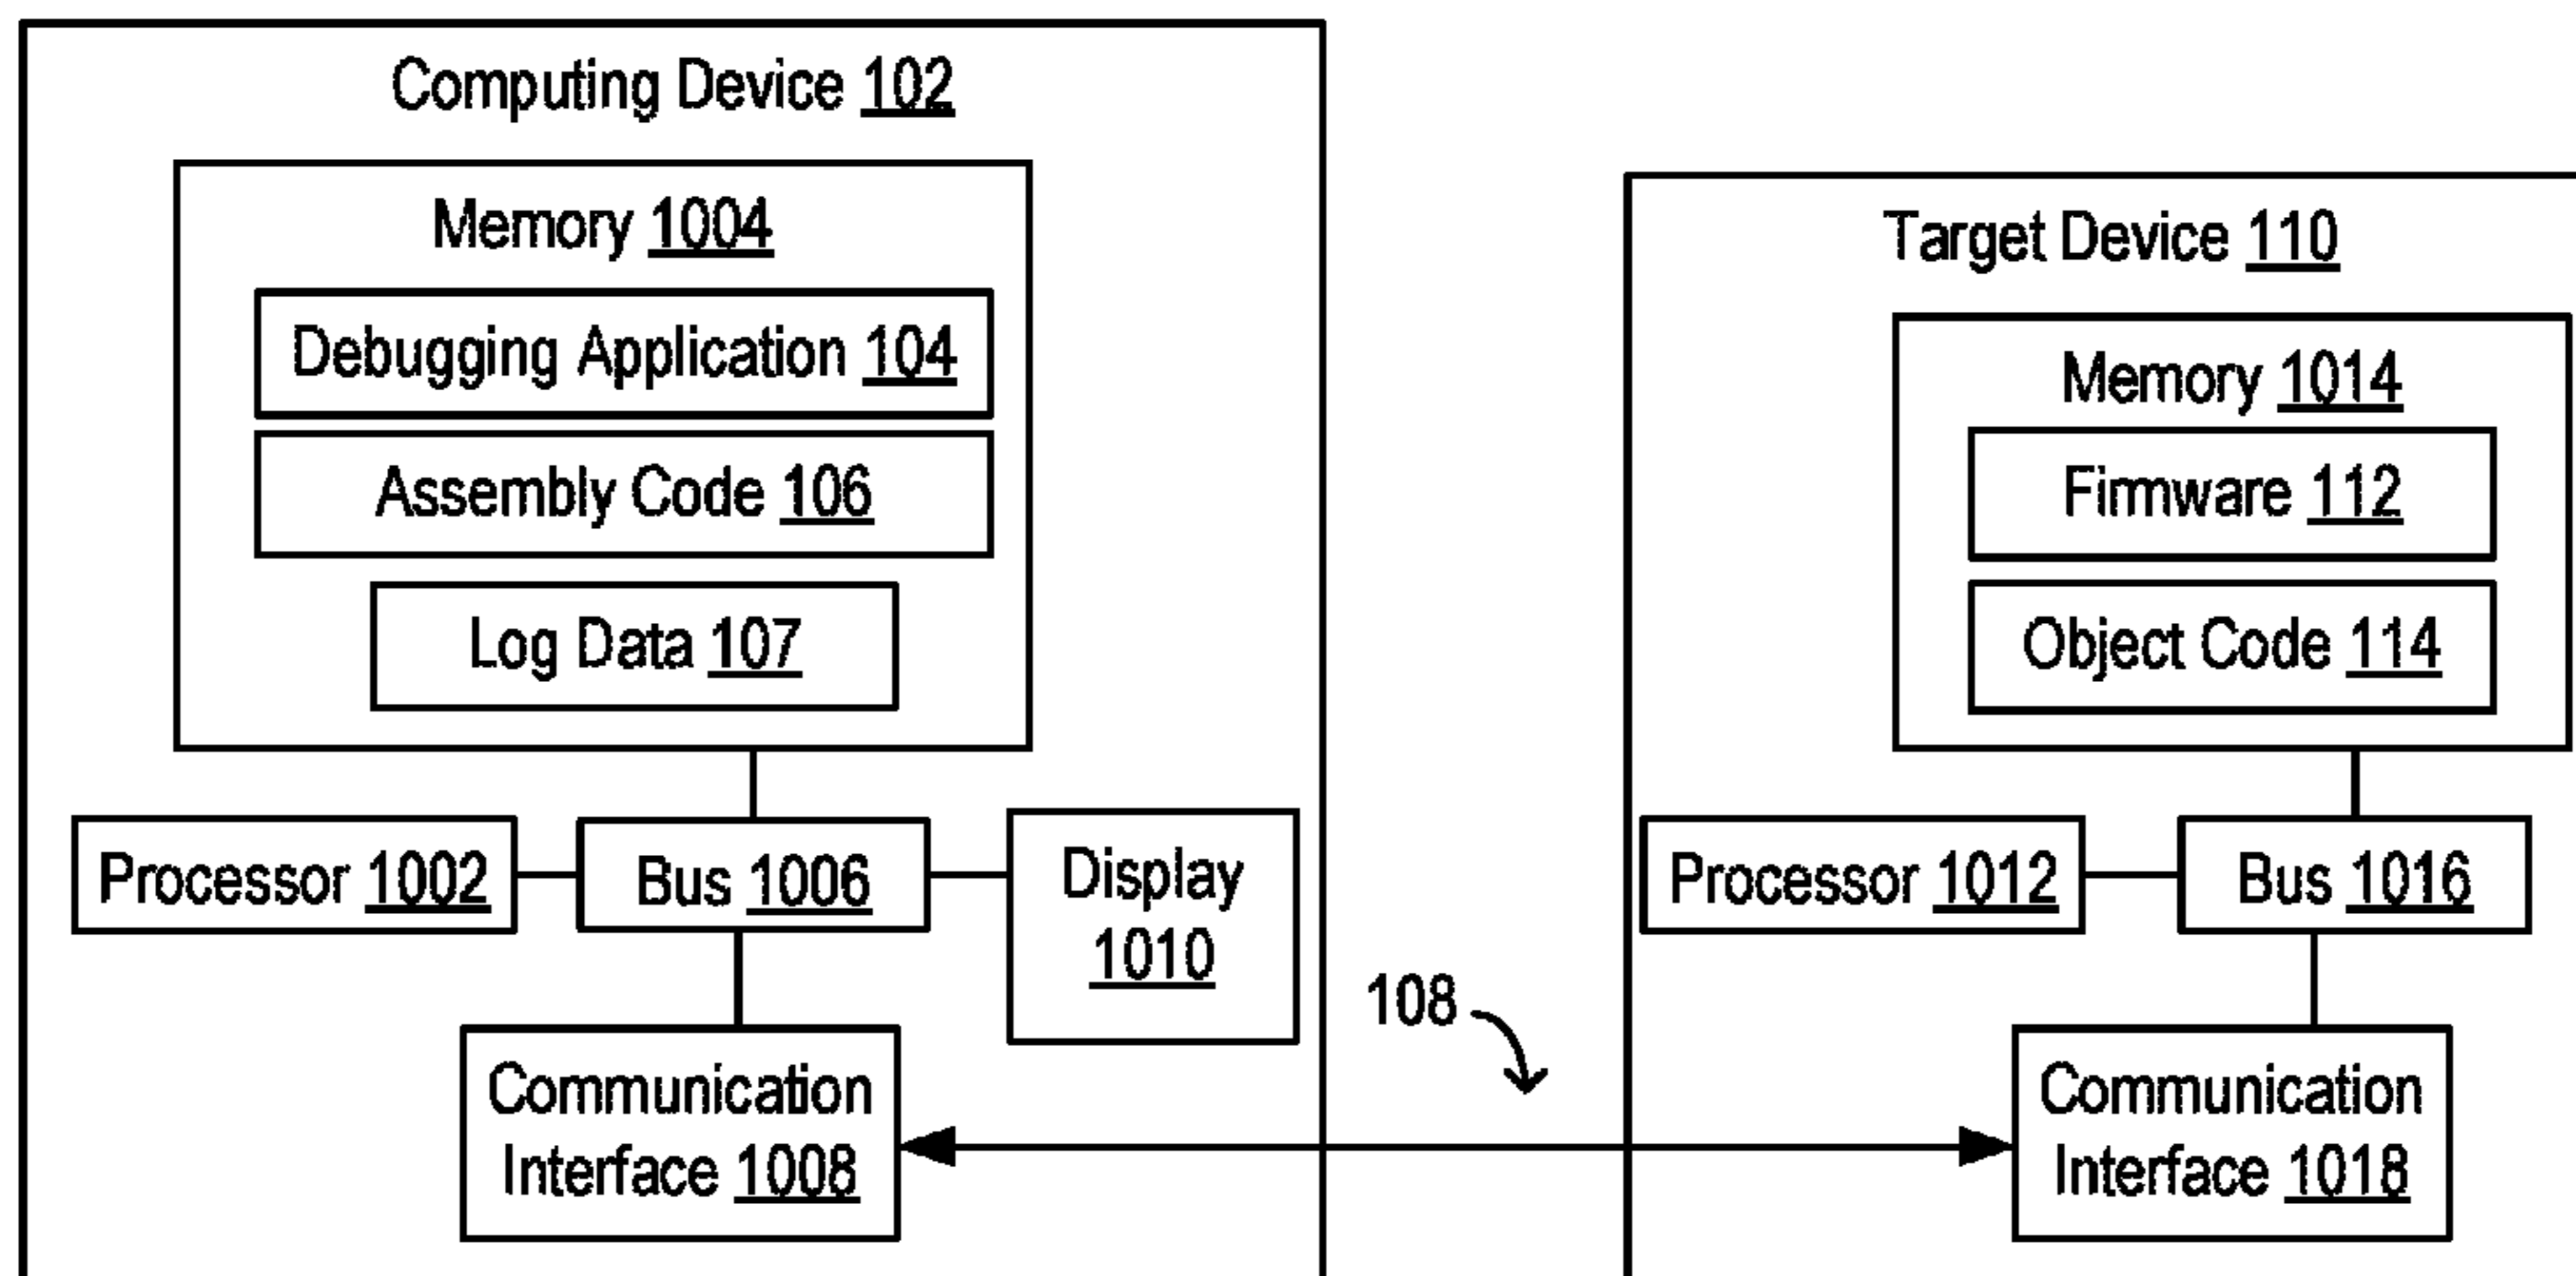 Computing Device 102
Memory 1004
Debugging Application 104
Assembly Code 106
Log Data 107
Processor 1002
Bus 1006
Display
1010
Communication
Interface 1008
108
Target Device 110
Memory 1014
Firmware 112
Object Code 114
Processor 1012
Bus 1016
Communication
Interface 1018